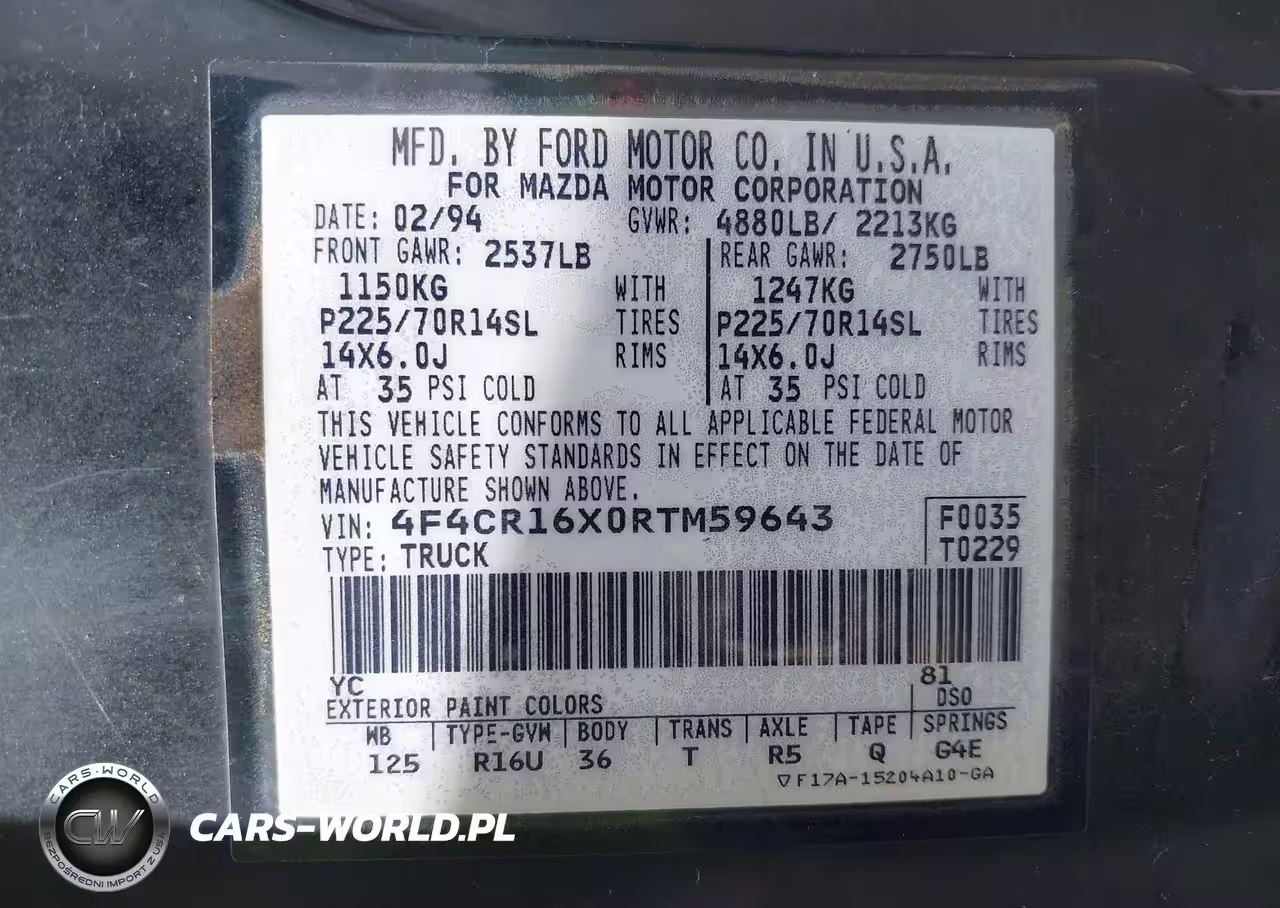 MFD. BY FORD MOTOR CO. IN U.S.A.
FOR MAZDA MOTOR CORPORATION
DATE: 02/94 GVWR: 4880LB/ 2213KG
FRONT GAWR: 2537LB REAR GAWR: 2750LB
1150KG WITH 1247KG WITH
P225/70R14SL TIRES P225/70R14SL TIRES
14X6.0J RIMS 14X6.0J RIMS
AT 35 PSI COLD AT 35 PSI COLD
THIS VEHICLE CONFORMS TO ALL APPLICABLE FEDERAL MOTOR
VEHICLE SAFETY STANDARDS IN EFFECT ON THE DATE OF
MANUFACTURE SHOWN ABOVE.
VIN: 4F4CR16X0RTM59643 F0035
TYPE: TRUCK T0229
YC 81
EXTERIOR PAINT COLORS DSO
WB TYPE-GVW BODY TRANS AXLE TAPE SPRINGS
125 R16U 36 T R5 Q G4E
▽F17A-15204A10-GA
CARS-WORLD
CW
BEZPOŚREDNI IMPORT Z USA
CARS-WORLD.PL